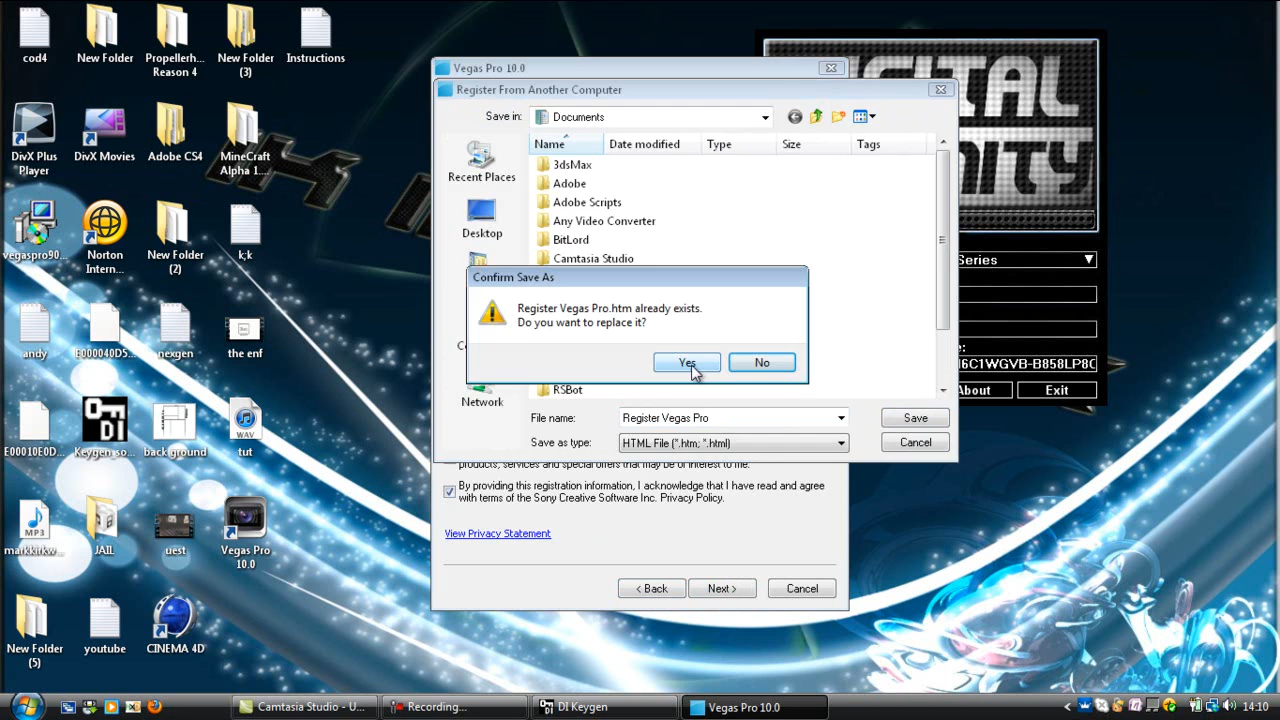 cod4
New Folder
Propellerh...
Reason 4
New Folder
(3)
Instructions
DivX Plus
Player
DivX Movies
Adobe CS4
MineCraft
Alpha 1....
vegaspro90...
Norton
Intern...
New Folder
(2)
k;k
andy
E000040D5...
nexgen
the enf
E00010E0D...
Keygen_so...
back ground
tut
markkirkw...
JAIL
uest
Vegas Pro
10.0
New Folder
(5)
youtube
CINEMA 4D
Vegas Pro 10.0
Register From Another Computer
Save in:
Documents
Recent Places
Desktop
Network
Name
Date modified
Type
Size
Tags
3dsMax
Adobe
Adobe Scripts
Any Video Converter
BitLord
Camtasia Studio
RSBot
Confirm Save As
Register Vegas Pro.htm already exists.
Do you want to replace it?
Yes
No
File name:
Register Vegas Pro
Save
Save as type:
HTML File (*.htm; *.html)
Cancel
products, services and special offers that may be of interest to me.
By providing this registration information, I acknowledge that I have read and agree
with terms of the Sony Creative Software Inc. Privacy Policy.
View Privacy Statement
< Back
Next >
Cancel
Series
About
Exit
Camtasia Studio - U...
Recording...
DI Keygen
Vegas Pro 10.0
14:10